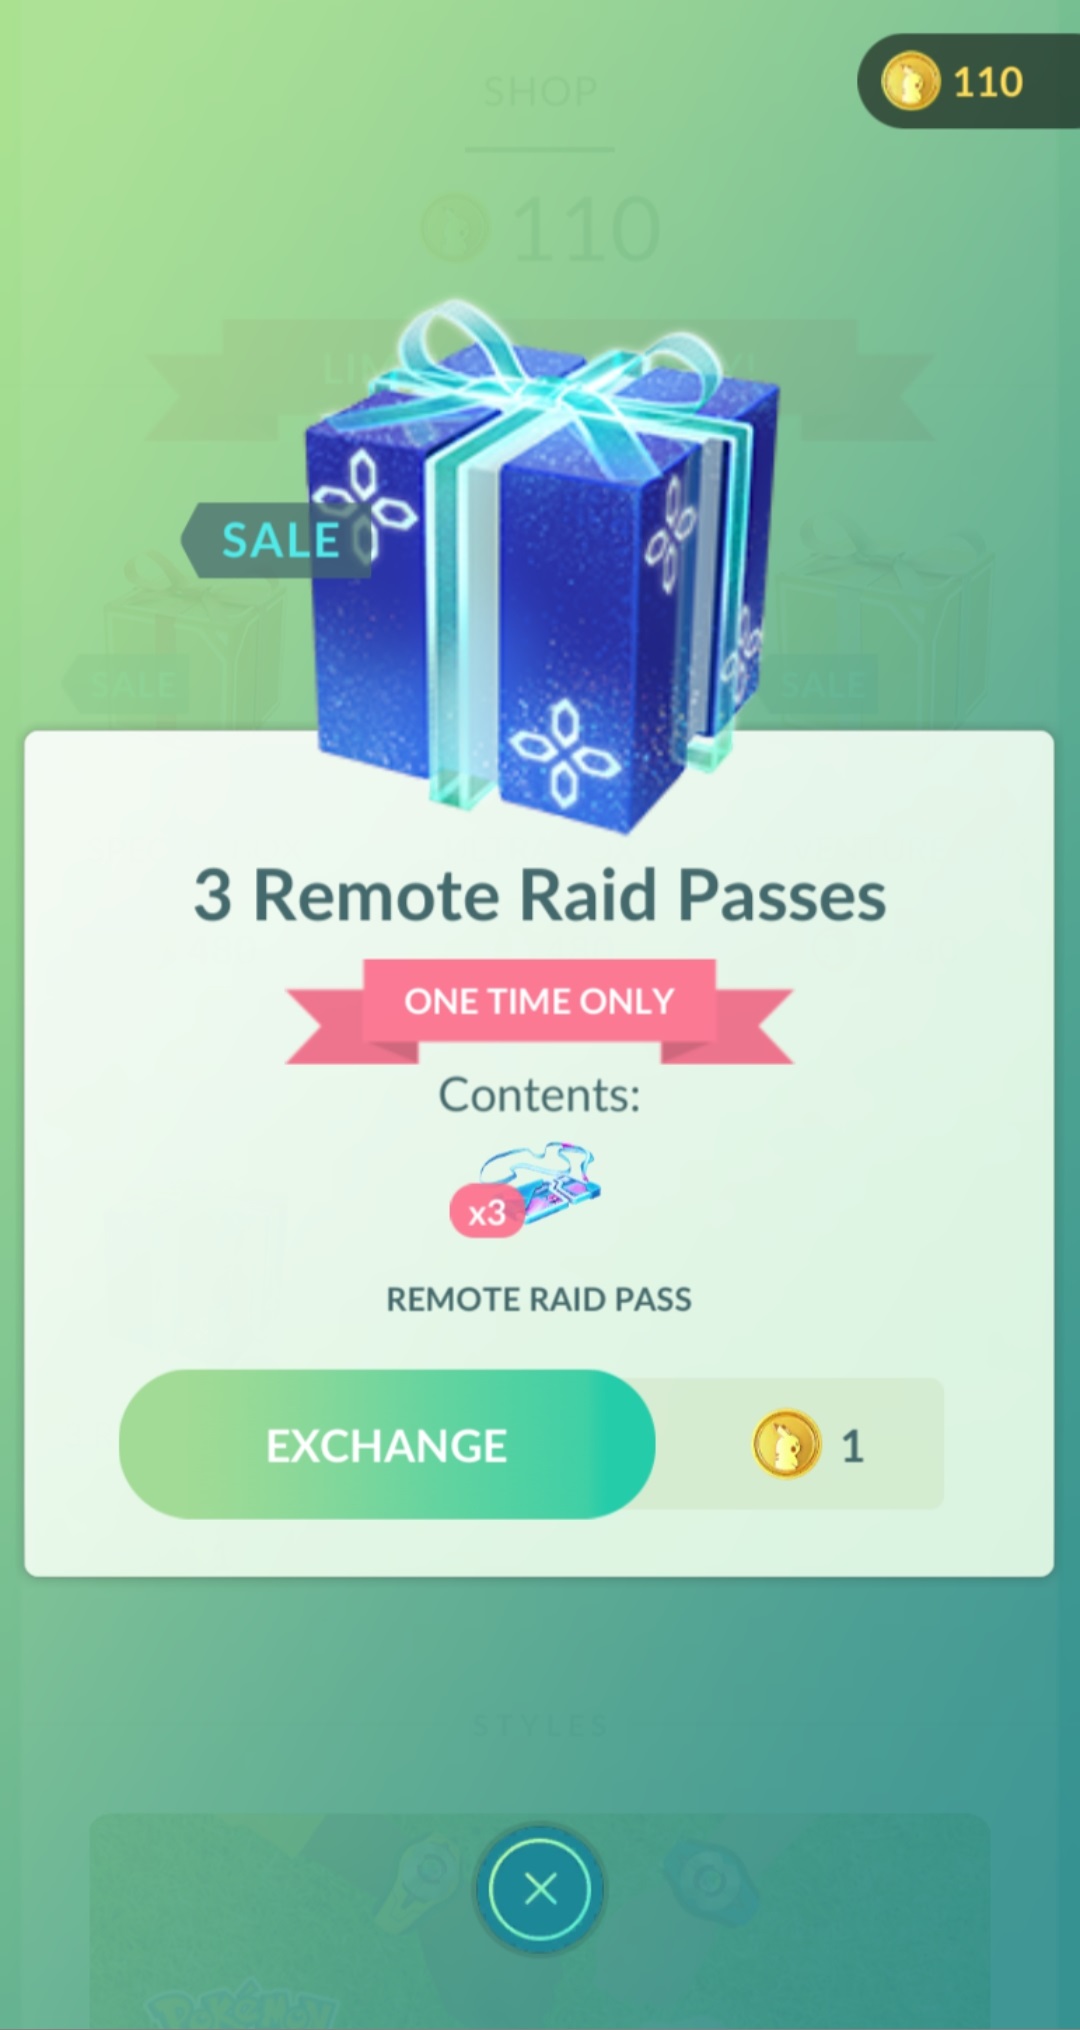 110
SHOP
110
SALE
SALE
SALE
3 Remote Raid Passes
ONE TIME ONLY
Contents:
x3
REMOTE RAID PASS
EXCHANGE
1
STYLES
POKÉMON